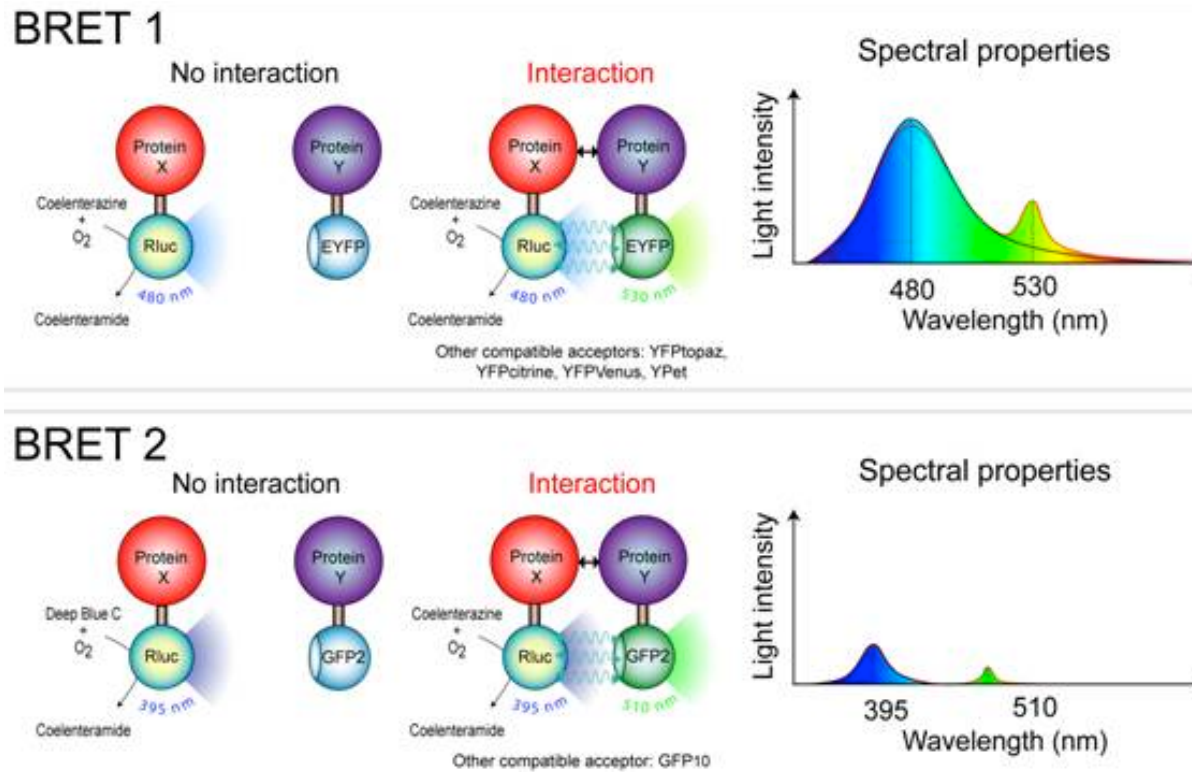 BRET 1
No interaction
Interaction
Spectral properties
Protein
X
Protein
Y
Protein
X
Protein
Y
Coelenterazine
+
O2
Rluc
EYFP
Coelenterazine
+
O2
Rluc
EYFP
480 nm
480 nm
530 nm
Coelenteramide
Coelenteramide
Other compatible acceptors: YFPtopaz,
YFPcitrine, YFPVenus, YPet
Light intensity
480
530
Wavelength (nm)
BRET 2
No interaction
Interaction
Spectral properties
Protein
X
Protein
Y
Protein
X
Protein
Y
Deep Blue C
+
O2
Rluc
GFP2
Coelenterazine
+
O2
Rluc
GFP2
395 nm
395 nm
510 nm
Coelenteramide
Coelenteramide
Other compatible acceptor: GFP10
Light intensity
395
510
Wavelength (nm)